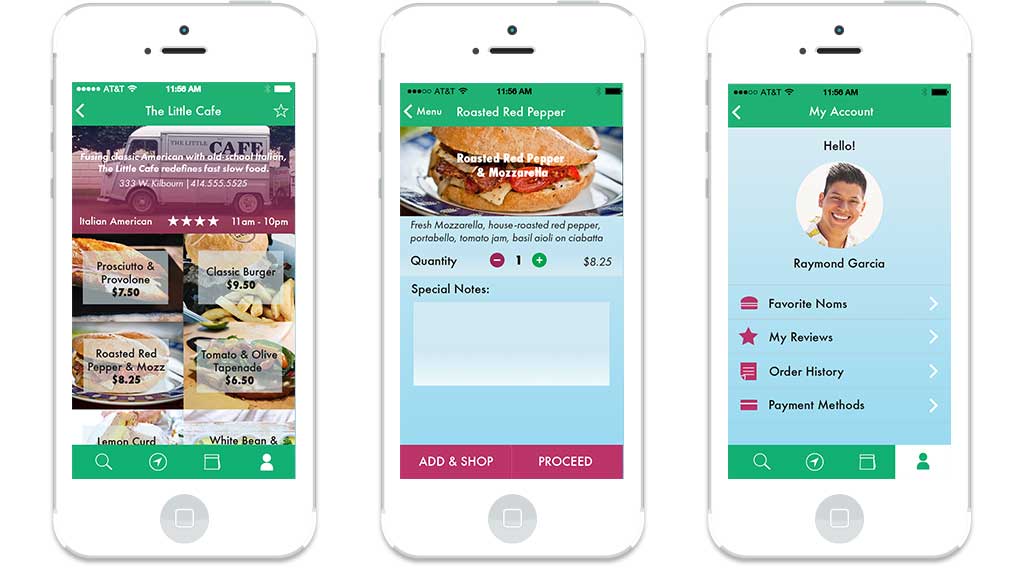 AT&T 11:56 AM
The Little Cafe
THE LITTLE CAFE
Fusing classic American with old-school Italian,
The Little Cafe redefines fast slow food.
333 W. Kilbourn | 414.555.5525
Italian American 11am - 10pm
Prosciutto &
Provolone
$7.50
Classic Burger
$9.50
Roasted Red
Pepper & Mozz
$8.25
Tomato & Olive
Tapenade
$6.50
Lemon Curd
White Bean &
AT&T 11:56 AM
Menu Roasted Red Pepper
Roasted Red Pepper
& Mozzarella
Fresh Mozzarella, house-roasted red pepper,
portabello, tomato jam, basil aioli on ciabatta
Quantity 1 $8.25
Special Notes:
ADD & SHOP PROCEED
AT&T 11:56 AM
My Account
Hello!
Raymond Garcia
Favorite Noms
My Reviews
Order History
Payment Methods